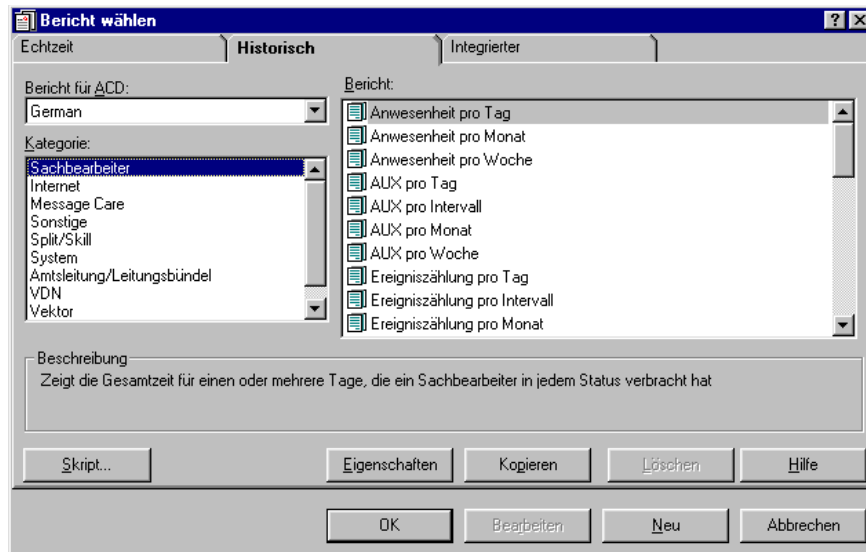 Bericht wählen
Echtzeit
Historisch
Integrierter
Bericht für ACD:
German
Kategorie:
Sachbearbeiter
Internet
Message Care
Sonstige
Split/Skill
System
Amtsleitung/Leitungsbündel
VDN
Vektor
Bericht:
Anwesenheit pro Tag
Anwesenheit pro Monat
Anwesenheit pro Woche
AUX pro Tag
AUX pro Intervall
AUX pro Monat
AUX pro Woche
Ereigniszählung pro Tag
Ereigniszählung pro Intervall
Ereigniszählung pro Monat
Beschreibung
Zeigt die Gesamtzeit für einen oder mehrere Tage, die ein Sachbearbeiter in jedem Status verbracht hat
Skript...
Eigenschaften
Kopieren
Löschen
Hilfe
OK
Bearbeiten
Neu
Abbrechen